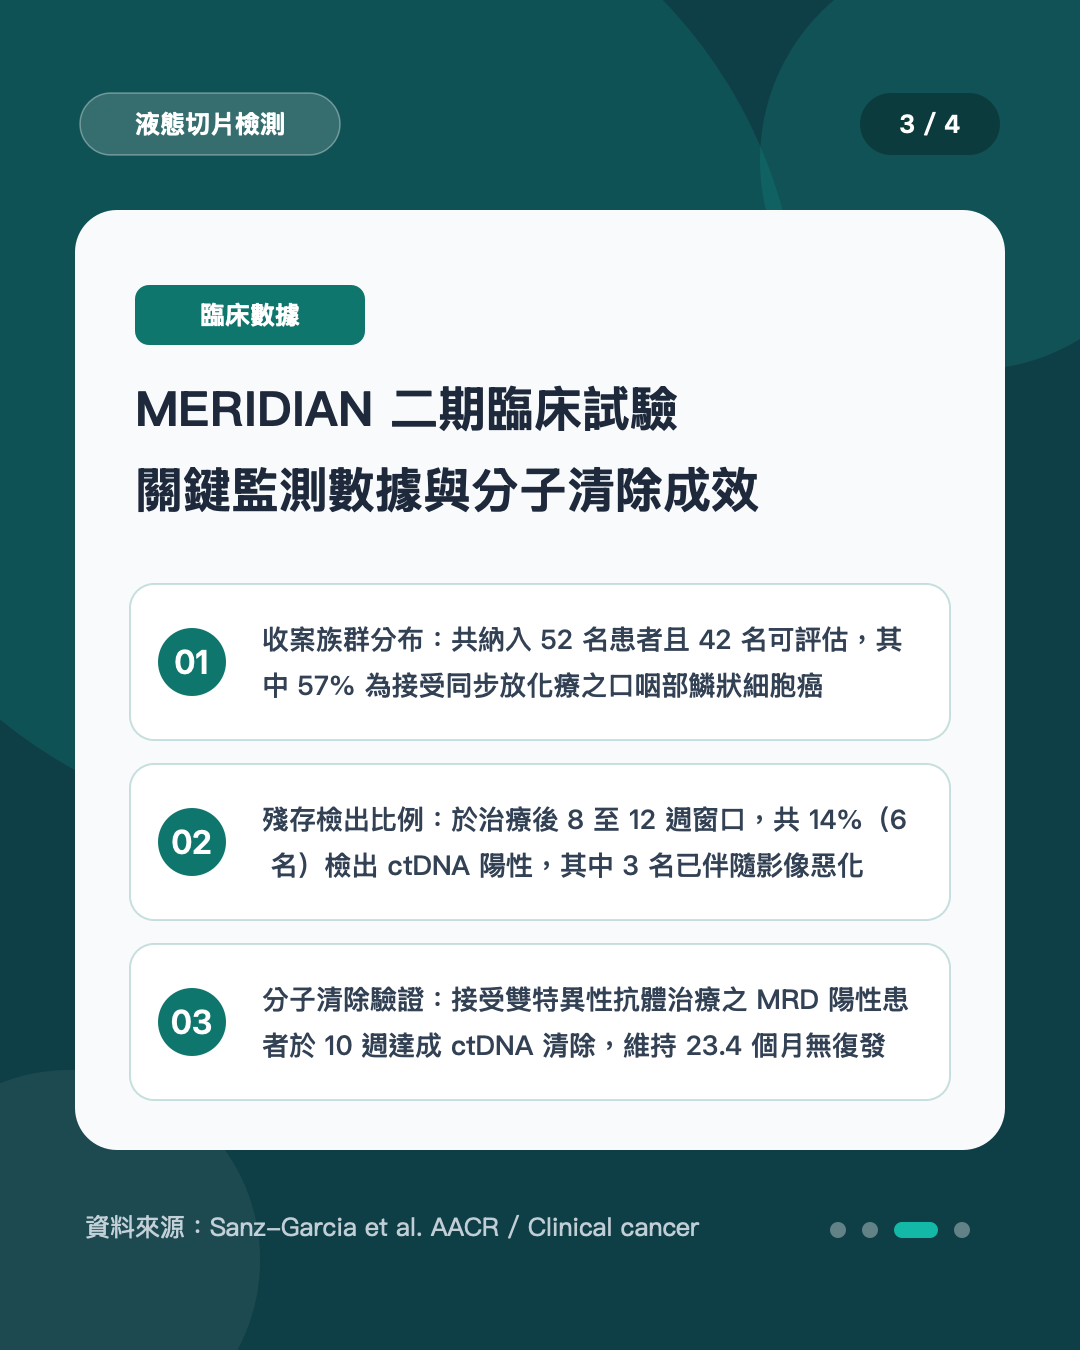 液態切片檢測
3 / 4
臨床數據
MERIDIAN 二期臨床試驗
關鍵監測數據與分子清除成效
01
收案族群分布：共納入 52 名患者且 42 名可評估，其
中 57% 為接受同步放化療之口咽部鱗狀細胞癌
02
殘存檢出比例：於治療後 8 至 12 週窗口，共 14%（6
名）檢出 ctDNA 陽性，其中 3 名已伴隨影像惡化
03
分子清除驗證：接受雙特異性抗體治療之 MRD 陽性患
者於 10 週達成 ctDNA 清除，維持 23.4 個月無復發
資料來源：Sanz-Garcia et al. AACR / Clinical cancer